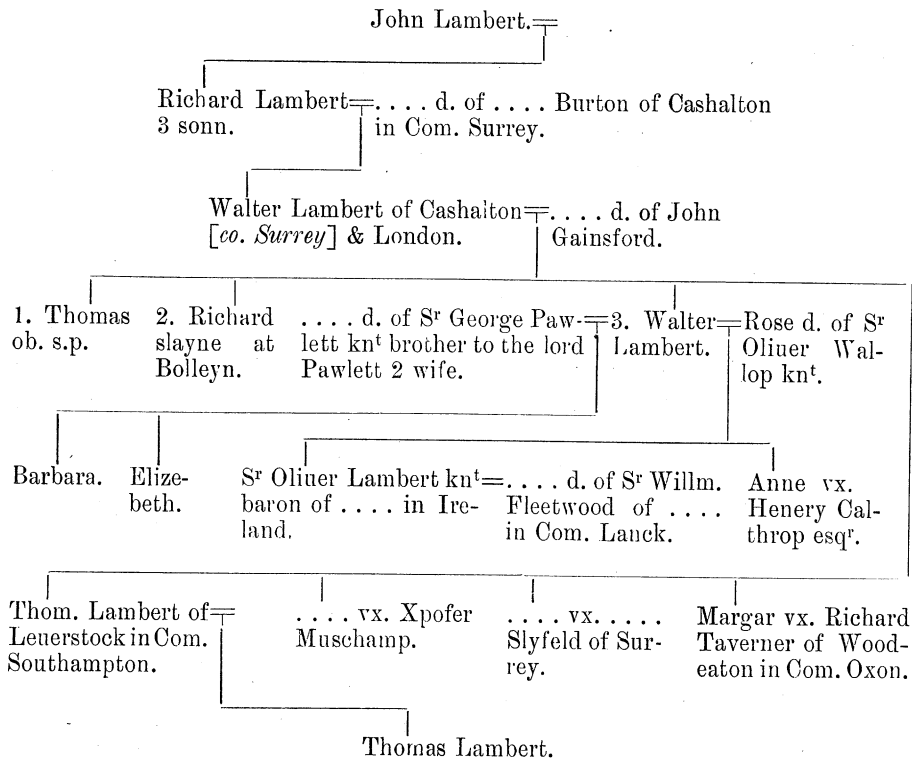 John Lambert.
Richard Lambert
3 sonn.
. . . . d. of . . . . Burton of Cashalton
in Com. Surrey.
Walter Lambert of Cashalton
[co. Surrey] & London.
. . . . d. of John
Gainsford.
1. Thomas
ob. s.p.
2. Richard
slayne at
Bolleyn.
. . . . d. of Sʳ George Paw-
lett knᵗ brother to the lord
Pawlett 2 wife.
3. Walter
Lambert.
Rose d. of Sʳ
Oliuer Wal-
lop knᵗ.
Barbara.
Elize-
beth.
Sʳ Oliuer Lambert knᵗ
baron of . . . . in Ire-
land.
. . . . d. of Sʳ Willm.
Fleetwood of . . . .
in Com. Lanck.
Anne vx.
Henery Cal-
throp esqʳ.
Thom. Lambert of
Leuerstock in Com.
Southampton.
. . . . vx. Xpofer
Muschamp.
. . . . vx. . . . .
Slyfeld of Sur-
rey.
Margar vx. Richard
Taverner of Wood-
eaton in Com. Oxon.
Thomas Lambert.